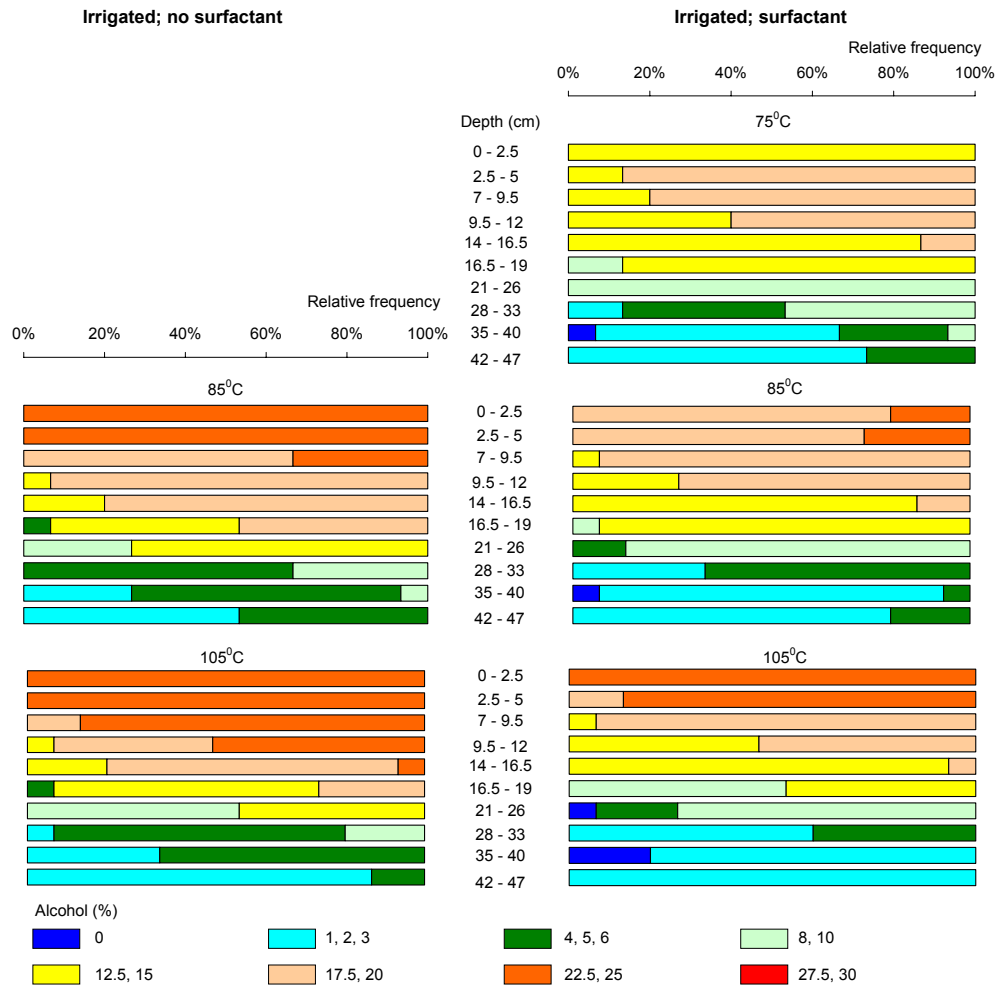 Irrigated; no surfactant
Irrigated; surfactant
Relative frequency
0% 20% 40% 60% 80% 100%
Depth (cm)
75⁰C
0 - 2.5
2.5 - 5
7 - 9.5
9.5 - 12
14 - 16.5
16.5 - 19
21 - 26
28 - 33
35 - 40
42 - 47
Relative frequency
0% 20% 40% 60% 80% 100%
85⁰C
85⁰C
0 - 2.5
2.5 - 5
7 - 9.5
9.5 - 12
14 - 16.5
16.5 - 19
21 - 26
28 - 33
35 - 40
42 - 47
105⁰C
105⁰C
0 - 2.5
2.5 - 5
7 - 9.5
9.5 - 12
14 - 16.5
16.5 - 19
21 - 26
28 - 33
35 - 40
42 - 47
Alcohol (%)
0
1, 2, 3
4, 5, 6
8, 10
12.5, 15
17.5, 20
22.5, 25
27.5, 30